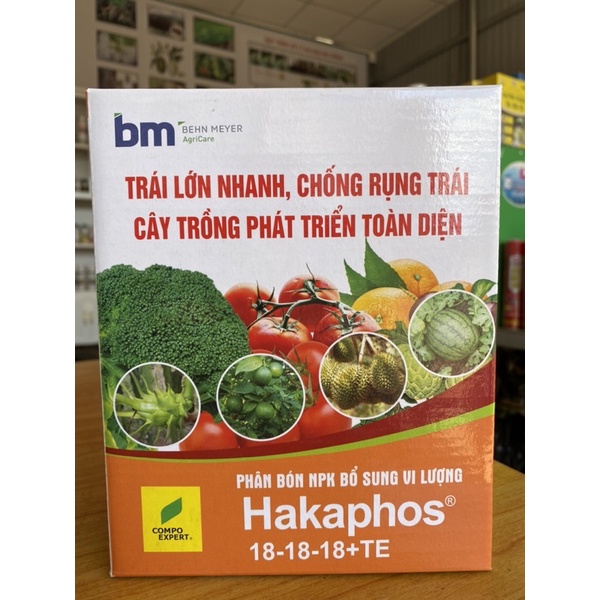 bm BEHN MEYER
AgriCare
TRÁI LỚN NHANH, CHỐNG RỤNG TRÁI
CÂY TRỒNG PHÁT TRIỂN TOÀN DIỆN
PHÂN BÓN NPK BỔ SUNG VI LƯỢNG
Hakaphos®
18-18-18+TE
COMPO
EXPERT®